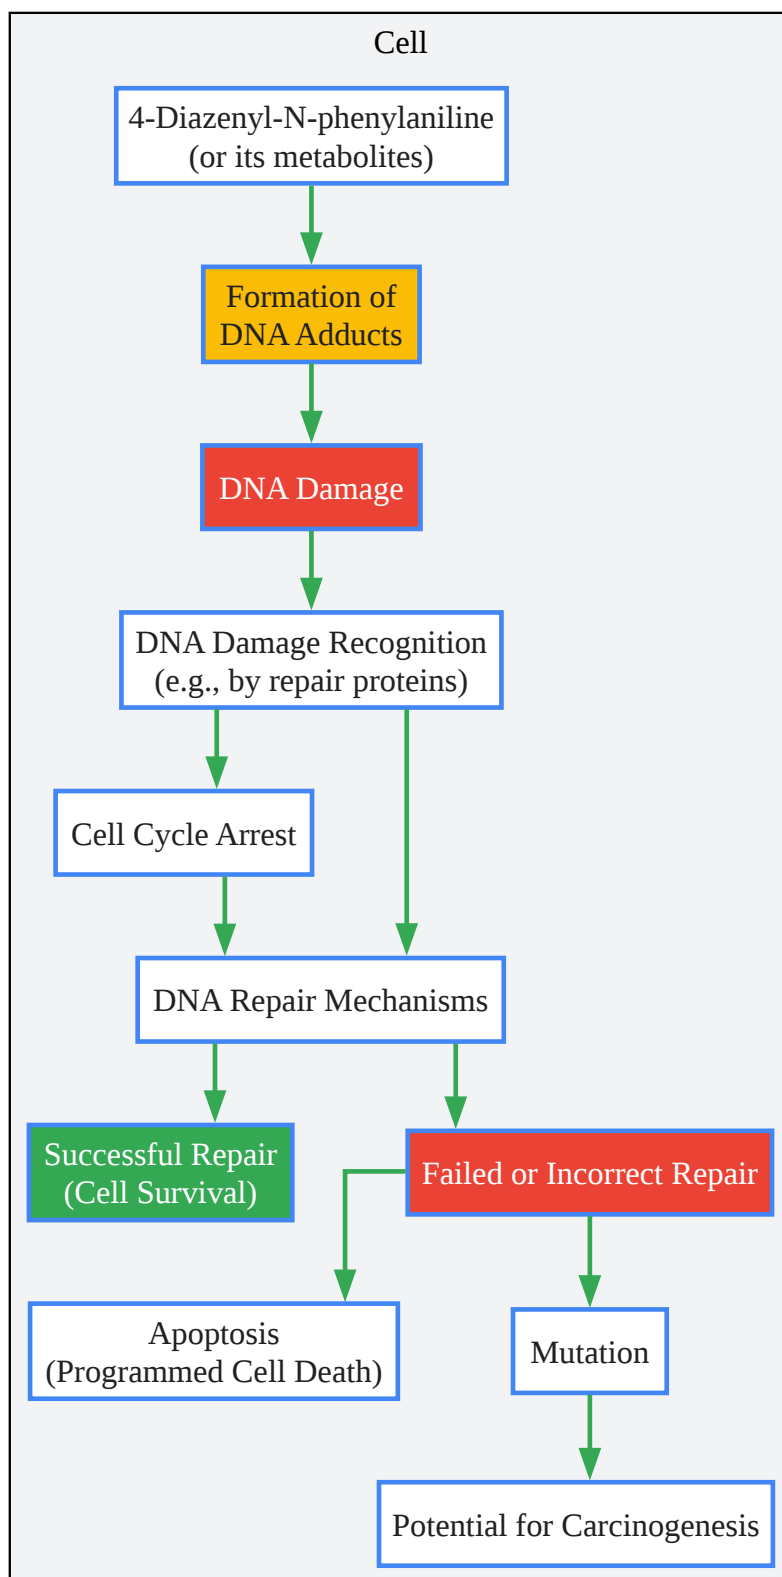 Cell
4-Diazenyl-N-phenylaniline
(or its metabolites)
Formation of
DNA Adducts
DNA Damage
DNA Damage Recognition
(e.g., by repair proteins)
Cell Cycle Arrest
DNA Repair Mechanisms
Successful Repair
(Cell Survival)
Failed or Incorrect Repair
Apoptosis
(Programmed Cell Death)
Mutation
Potential for Carcinogenesis